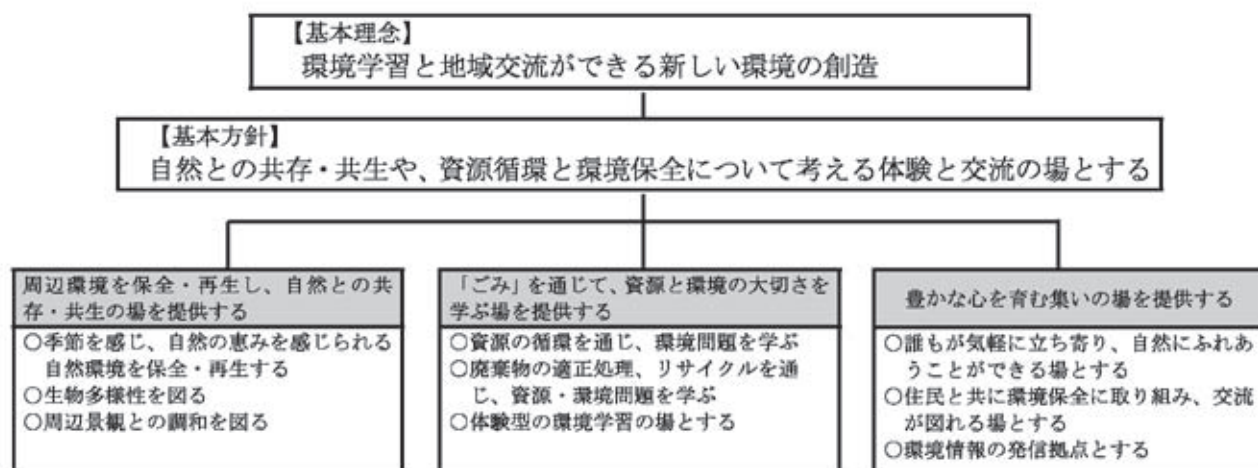 【基本理念】
環境学習と地域交流ができる新しい環境の創造
【基本方針】
自然との共存・共生や、資源循環と環境保全について考える体験と交流の場とする
周辺環境を保全・再生し、自然との共
存・共生の場を提供する
○季節を感じ、自然の恵みを感じられる
自然環境を保全・再生する
○生物多様性を図る
○周辺景観との調和を図る
「ごみ」を通じて、資源と環境の大切さを
学ぶ場を提供する
○資源の循環を通じ、環境問題を学ぶ
○廃棄物の適正処理、リサイクルを通
じ、資源・環境問題を学ぶ
○体験型の環境学習の場とする
豊かな心を育む集いの場を提供する
○誰もが気軽に立ち寄り、自然にふれあ
うことができる場とする
○住民と共に環境保全に取り組み、交流
が図れる場とする
○環境情報の発信拠点とする